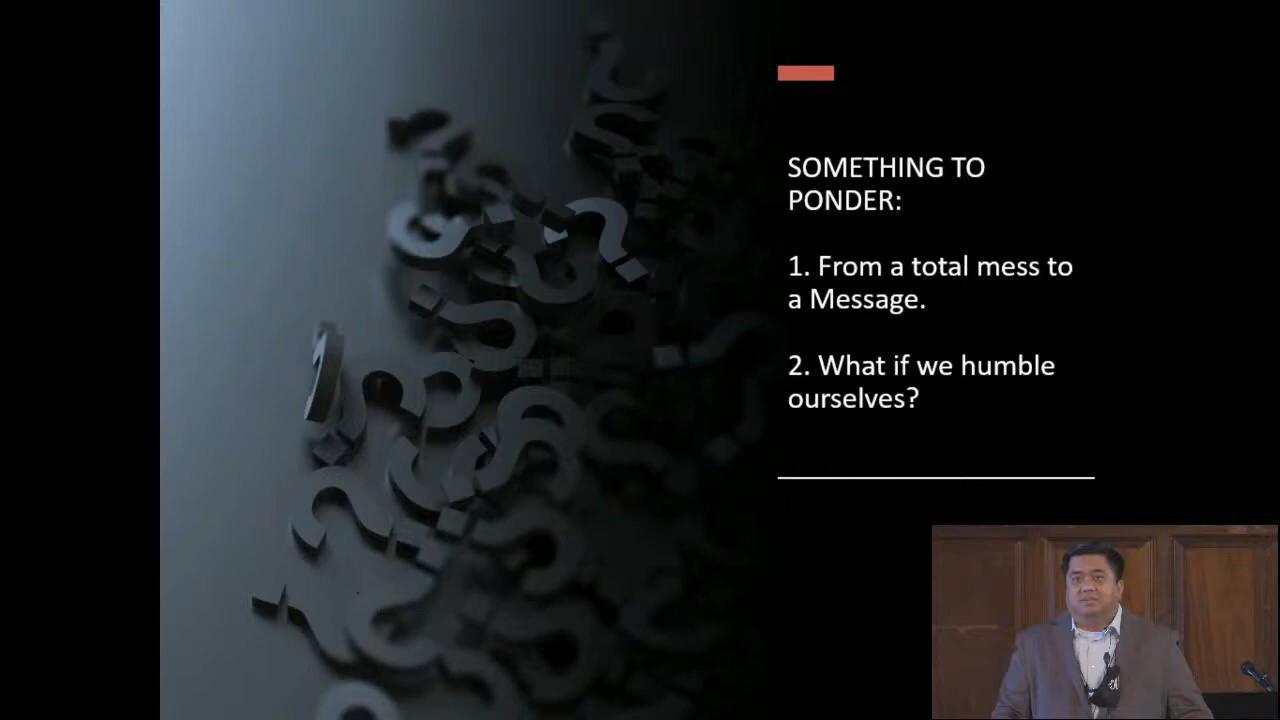 SOMETHING TO
PONDER:
1. From a total mess to
a Message.
2. What if we humble
ourselves?